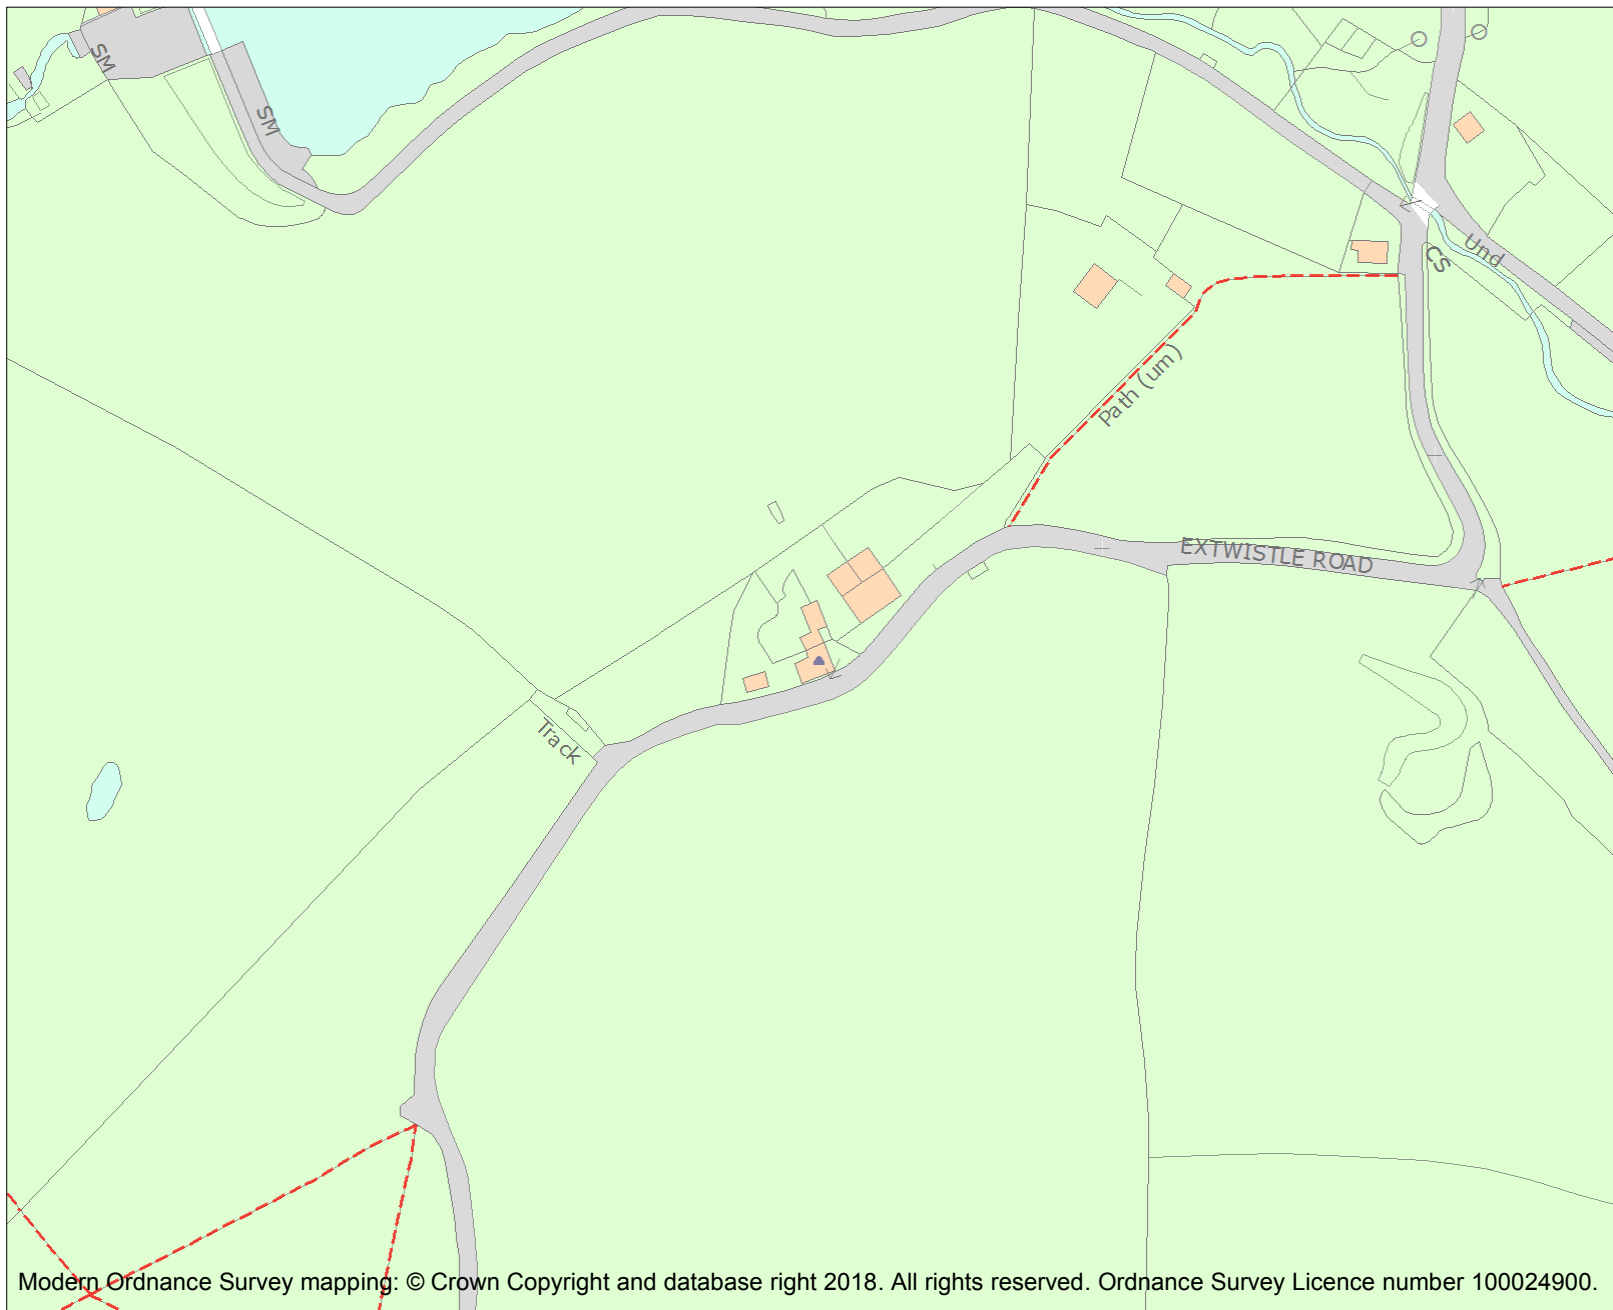 SM
SM
Und
CS
Path (um)
EXTWISTLE ROAD
Track
Modern Ordnance Survey mapping: © Crown Copyright and database right 2018. All rights reserved. Ordnance Survey Licence number 100024900.